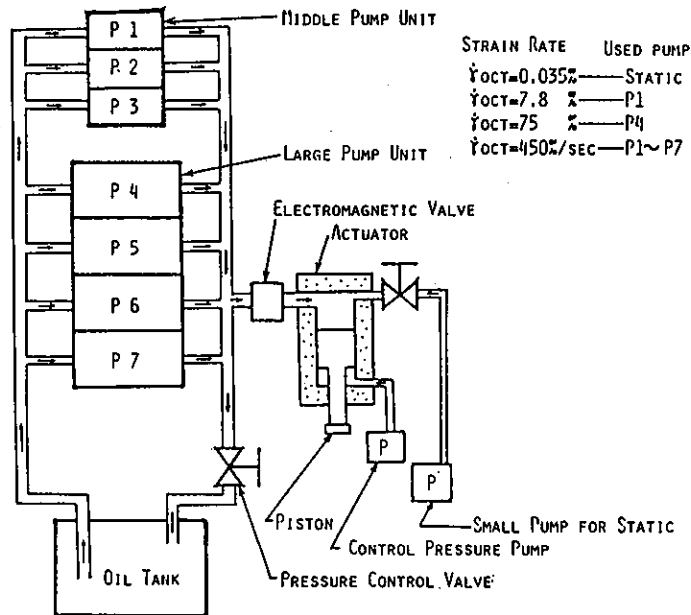 MIDDLE PUMP UNIT
P 1
P 2
P 3
STRAIN RATE USED PUMP
γ̇OCT=0.035%——STATIC
γ̇OCT=7.8 %——P1
γ̇OCT=75 %——P4
γ̇OCT=450%/SEC—P1~P7
LARGE PUMP UNIT
P 4
P 5
P 6
P 7
ELECTROMAGNETIC VALVE
ACTUATOR
P
P
PISTON
SMALL PUMP FOR STATIC
CONTROL PRESSURE PUMP
OIL TANK
PRESSURE CONTROL VALVE